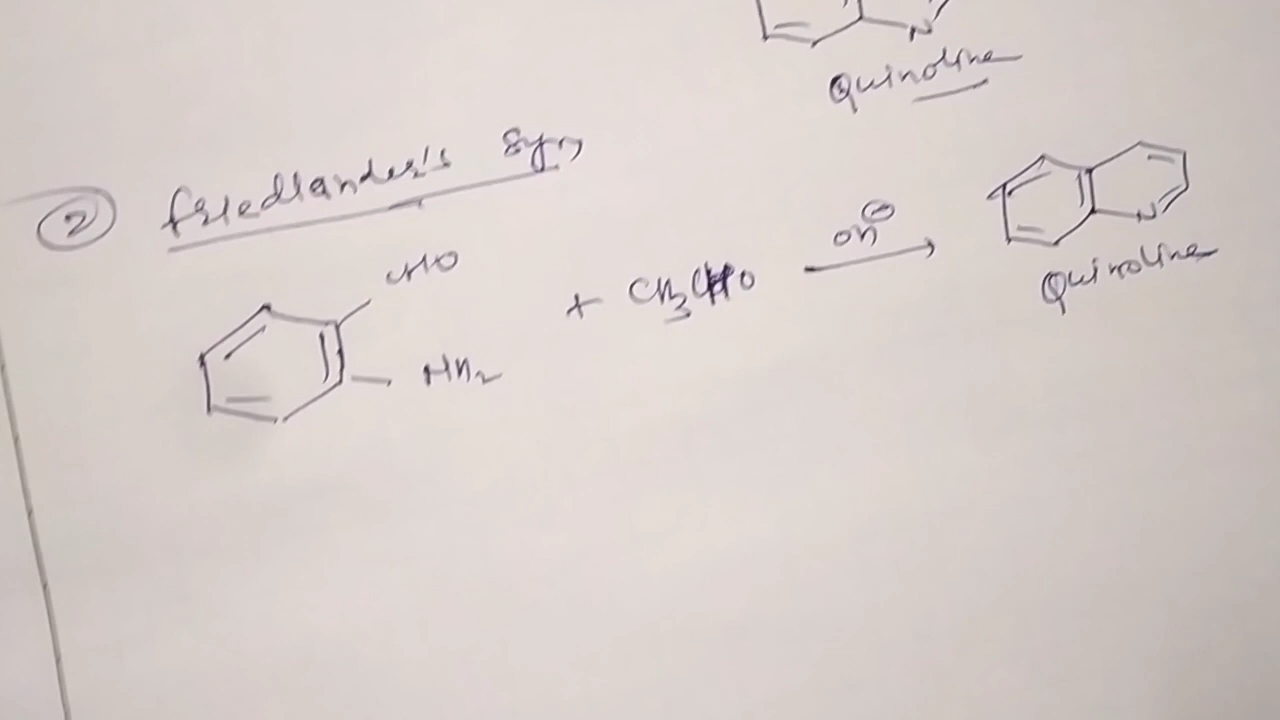 N
Quinoline
② Friedlander's Syn
CHO
NH₂
+ CH₃CHO
OH⊖
N
Quinoline